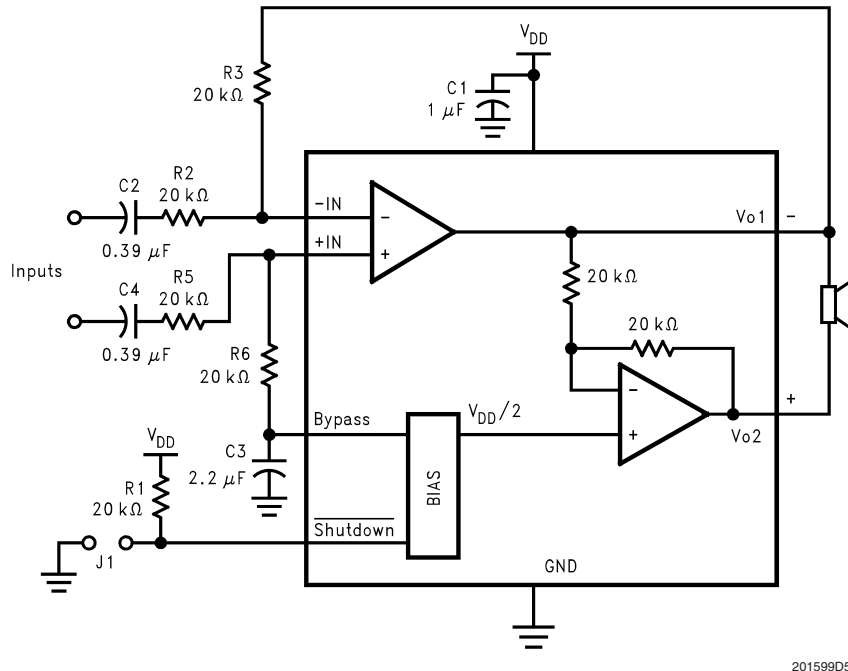 V_DD
R3
20 kΩ
C1
1 µF
R2
20 kΩ
C2
0.39 µF
-IN
+IN
-
+
Vo1
-
Inputs
R5
20 kΩ
C4
0.39 µF
20 kΩ
20 kΩ
R6
20 kΩ
-
+
+
Vo2
Bypass
V_DD/2
C3
2.2 µF
V_DD
R1
20 kΩ
BIAS
Shutdown
J1
GND
201599D5